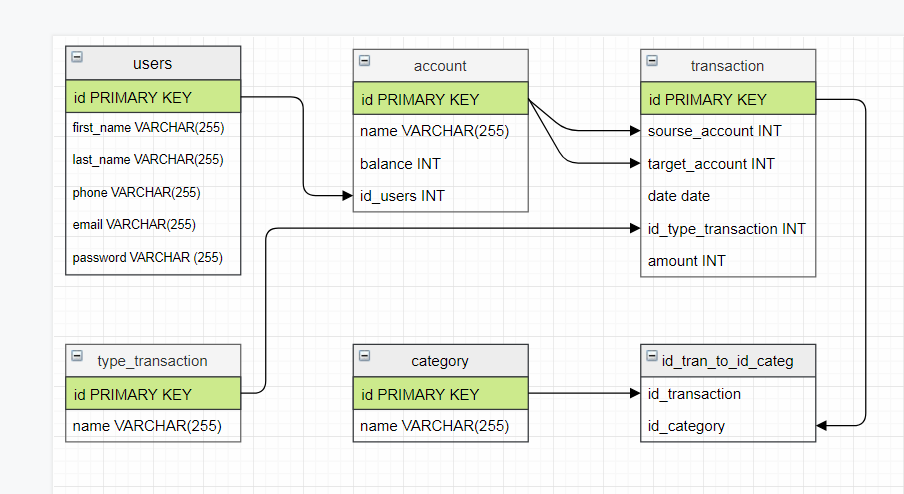 users
id PRIMARY KEY
first_name VARCHAR(255)
last_name VARCHAR(255)
phone VARCHAR(255)
email VARCHAR(255)
password VARCHAR (255)
account
id PRIMARY KEY
name VARCHAR(255)
balance INT
id_users INT
transaction
id PRIMARY KEY
sourse_account INT
target_account INT
date date
id_type_transaction INT
amount INT
type_transaction
id PRIMARY KEY
name VARCHAR(255)
category
id PRIMARY KEY
name VARCHAR(255)
id_tran_to_id_categ
id_transaction
id_category